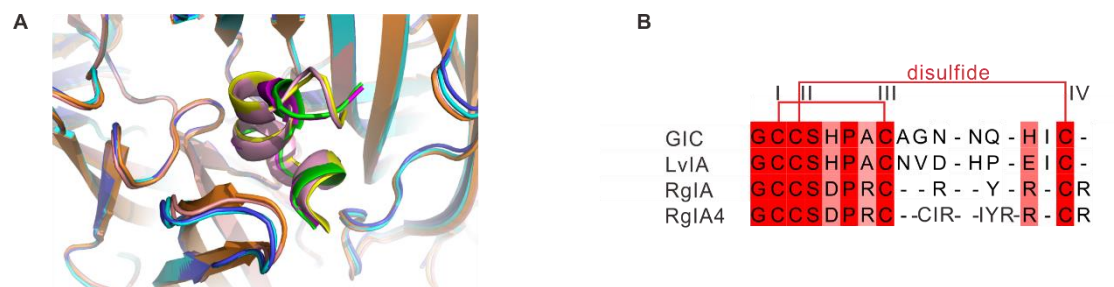 A
B
disulfide
I II III IV
GIC GCCSHPACAGN-NQ-HIC-
LvIA GCCSHPACNVD-HP-EIC-
RgIA GCCSDPRC--R--Y-R-CR
RgIA4 GCCSDPRC--CIR--IYR-R-CR